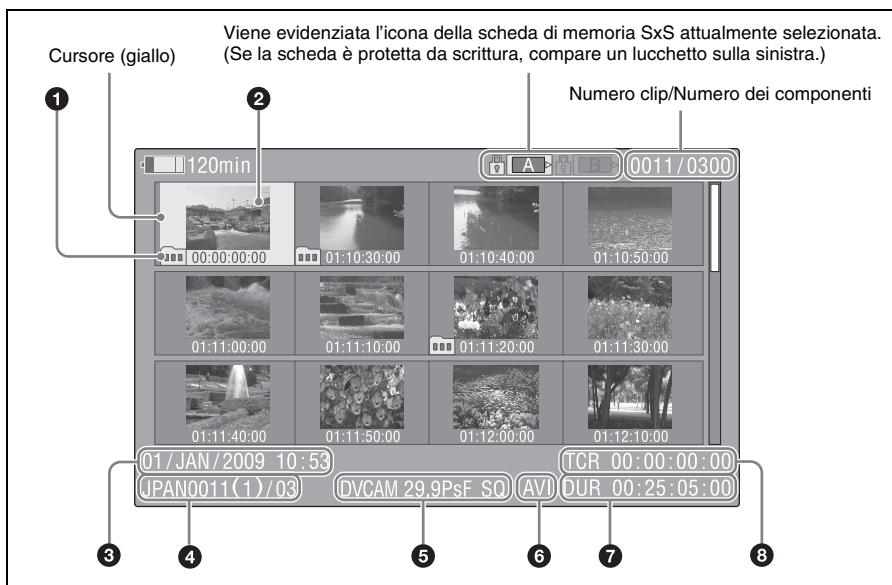 Viene evidenziata l'icona della scheda di memoria SxS attualmente selezionata.
(Se la scheda è protetta da scrittura, compare un lucchetto sulla sinistra.)
Cursore (giallo)
Numero clip/Numero dei componenti
1
2
120min
A
B
0011/0300
00:00:00:00
01:10:30:00
01:10:40:00
01:10:50:00
01:11:00:00
01:11:10:00
01:11:20:00
01:11:30:00
01:11:40:00
01:11:50:00
01:12:00:00
01:12:10:00
01/JAN/2009 10:53
TCR 00:00:00:00
JPAN0011(1)/03
DVCAM 29.9PsF SQ
AVI
DUR 00:25:05:00
3
4
5
6
7
8